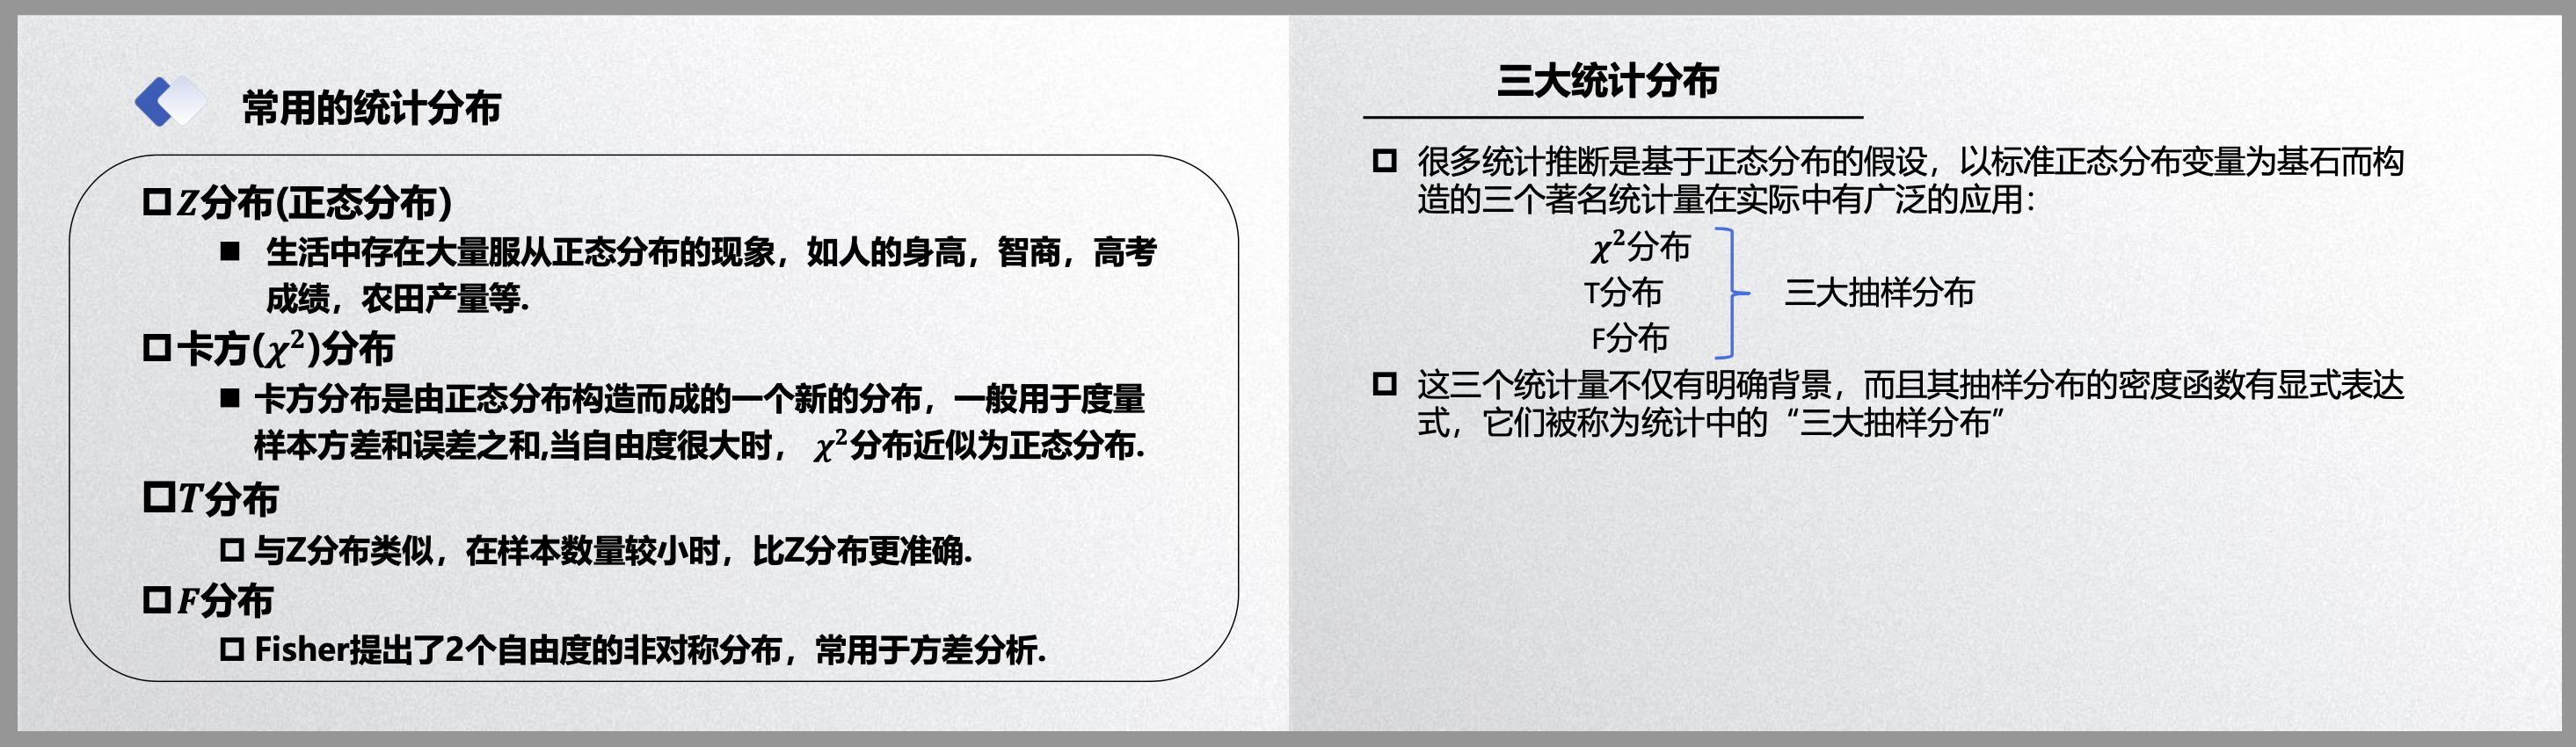 常用的统计分布
Z分布(正态分布)
生活中存在大量服从正态分布的现象，如人的身高，智商，高考
成绩，农田产量等.
卡方(χ²)分布
卡方分布是由正态分布构造而成的一个新的分布，一般用于度量
样本方差和误差之和,当自由度很大时， χ²分布近似为正态分布.
T分布
与Z分布类似，在样本数量较小时，比Z分布更准确.
F分布
Fisher提出了2个自由度的非对称分布，常用于方差分析.
三大统计分布
很多统计推断是基于正态分布的假设，以标准正态分布变量为基石而构
造的三个著名统计量在实际中有广泛的应用：
χ²分布
T分布
三大抽样分布
F分布
这三个统计量不仅有明确背景，而且其抽样分布的密度函数有显式表达
式，它们被称为统计中的“三大抽样分布”